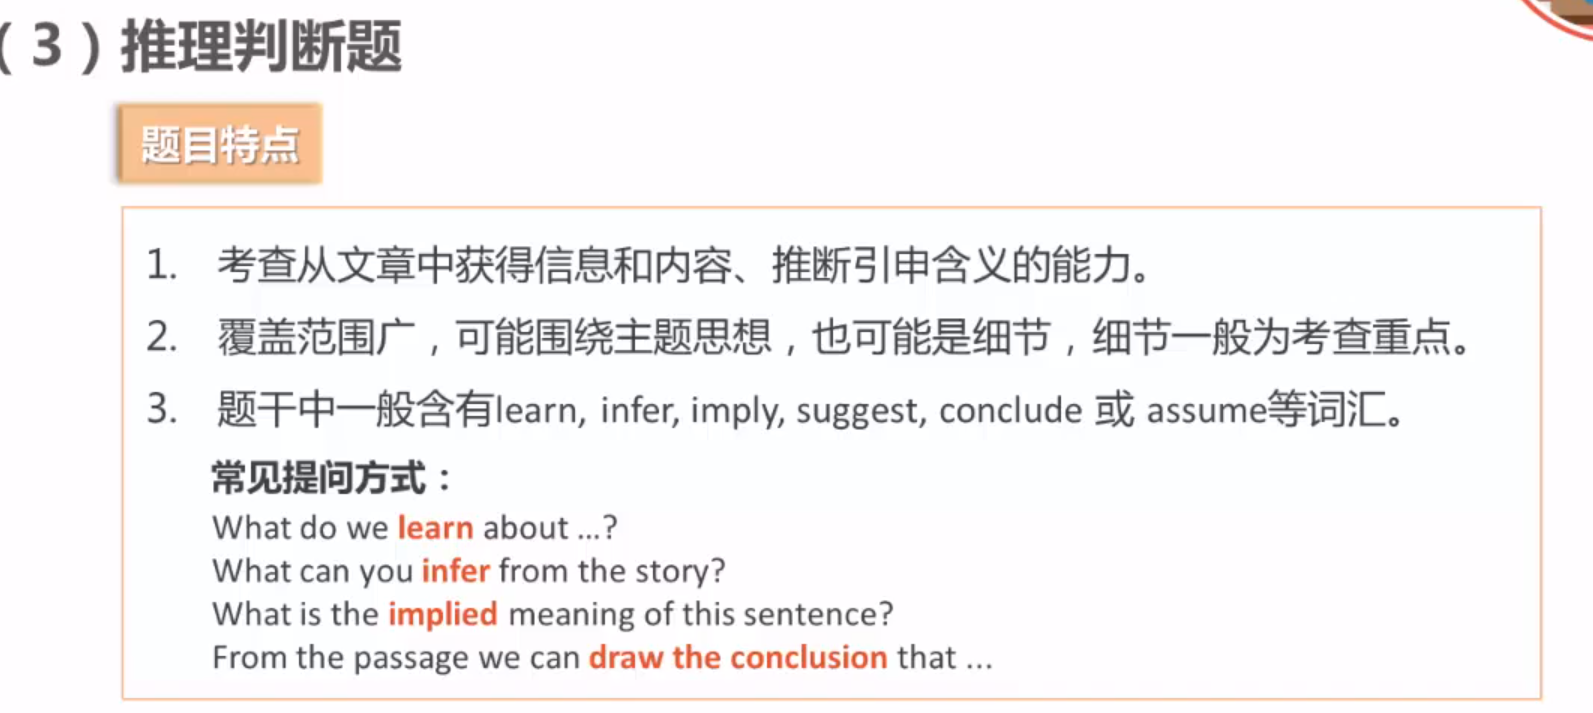 （3）推理判断题
题目特点
1. 考查从文章中获得信息和内容、推断引申含义的能力。
2. 覆盖范围广，可能围绕主题思想，也可能是细节，细节一般为考查重点。
3. 题干中一般含有learn, infer, imply, suggest, conclude 或 assume等词汇。
常见提问方式：
What do we learn about ...?
What can you infer from the story?
What is the implied meaning of this sentence?
From the passage we can draw the conclusion that ...